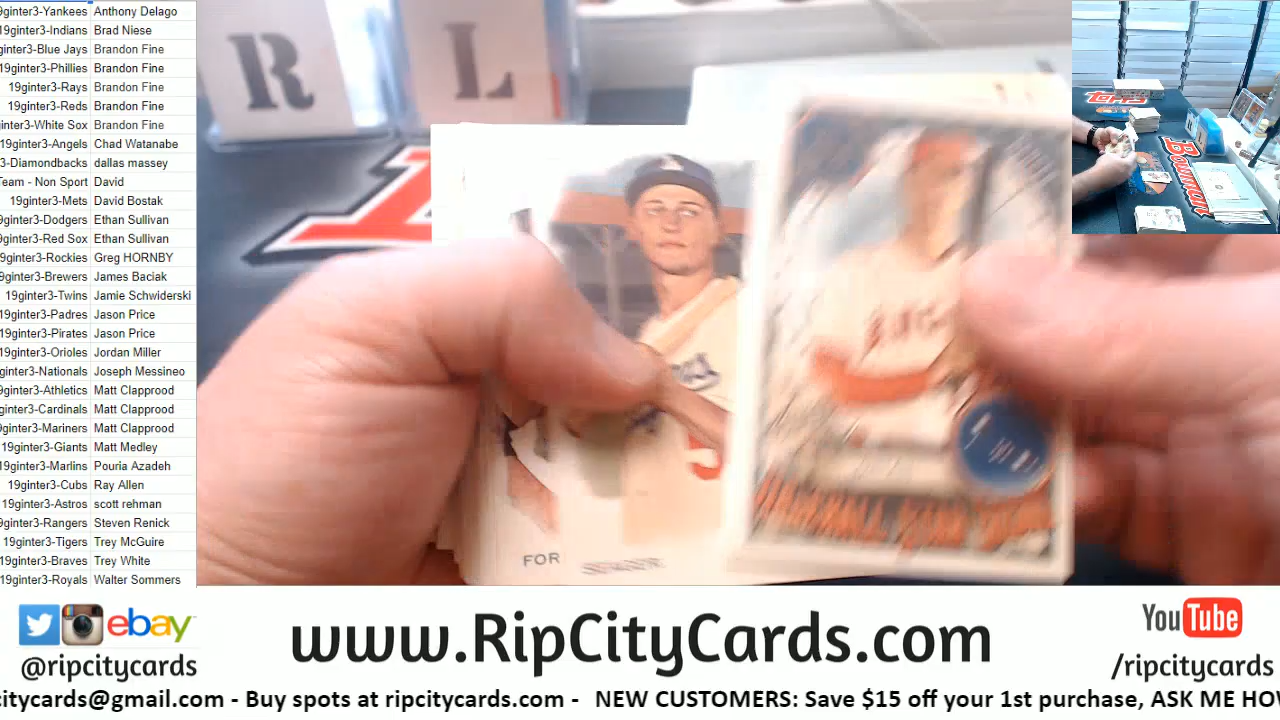 9ginter3-Yankees Anthony Delago
19ginter3-Indians Brad Niese
ginter3-Blue Jays Brandon Fine
19ginter3-Phillies Brandon Fine
19ginter3-Rays Brandon Fine
19ginter3-Reds Brandon Fine
ginter3-White Sox Brandon Fine
19ginter3-Angels Chad Watanabe
3-Diamondbacks dallas massey
Team - Non Sport David
19ginter3-Mets David Bostak
9ginter3-Dodgers Ethan Sullivan
9ginter3-Red Sox Ethan Sullivan
9ginter3-Rockies Greg HORNBY
9ginter3-Brewers James Baciak
19ginter3-Twins Jamie Schwiderski
19ginter3-Padres Jason Price
19ginter3-Pirates Jason Price
19ginter3-Orioles Jordan Miller
ginter3-Nationals Joseph Messineo
9ginter3-Athletics Matt Clapprood
ginter3-Cardinals Matt Clapprood
ginter3-Mariners Matt Clapprood
19ginter3-Giants Matt Medley
9ginter3-Marlins Pouria Azadeh
19ginter3-Cubs Ray Allen
19ginter3-Astros scott rehman
9ginter3-Rangers Steven Renick
19ginter3-Tigers Trey McGuire
19ginter3-Braves Trey White
19ginter3-Royals Walter Sommers
R L
Topps
Bowman
FOR
SEAGER
ebay
@ripcitycards
www.RipCityCards.com
YouTube
/ripcitycards
citycards@gmail.com - Buy spots at ripcitycards.com - NEW CUSTOMERS: Save $15 off your 1st purchase, ASK ME HOW